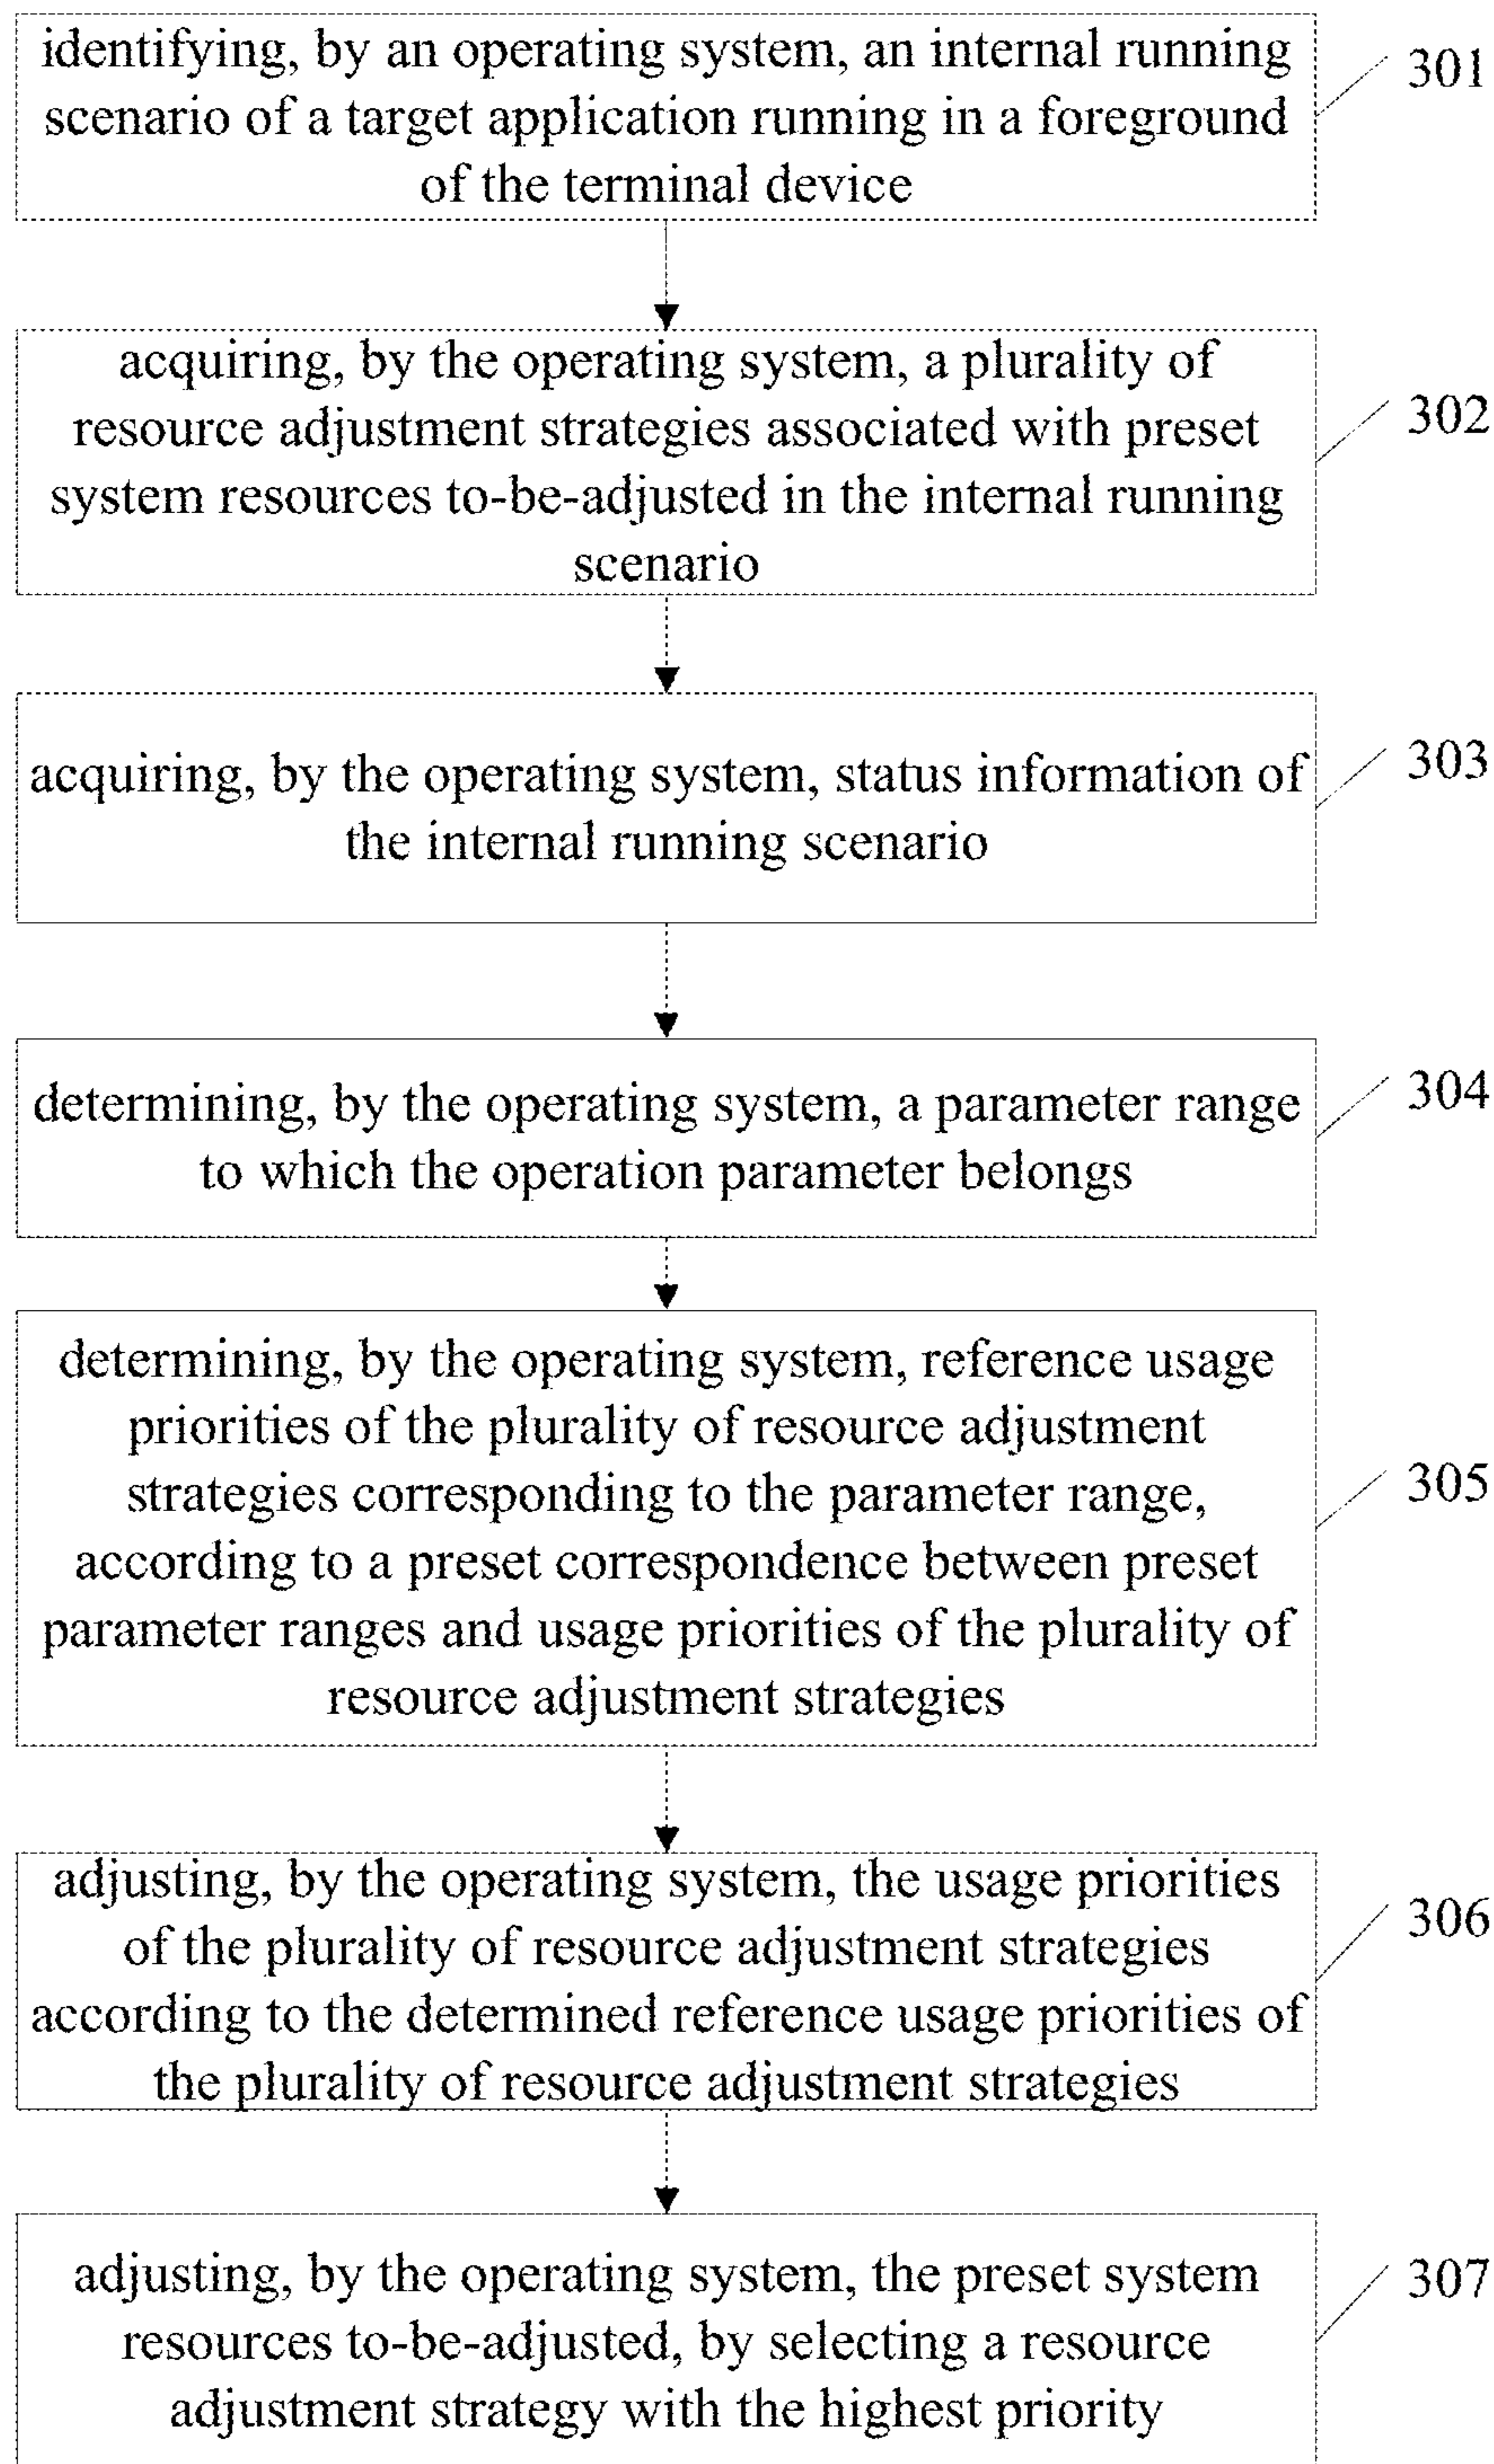 identifying, by an operating system, an internal running
scenario of a target application running in a foreground
of the terminal device
301
acquiring, by the operating system, a plurality of
resource adjustment strategies associated with preset
system resources to-be-adjusted in the internal running
scenario
302
acquiring, by the operating system, status information of
the internal running scenario
303
determining, by the operating system, a parameter range
to which the operation parameter belongs
304
determining, by the operating system, reference usage
priorities of the plurality of resource adjustment
strategies corresponding to the parameter range,
according to a preset correspondence between preset
parameter ranges and usage priorities of the plurality of
resource adjustment strategies
305
adjusting, by the operating system, the usage priorities
of the plurality of resource adjustment strategies
according to the determined reference usage priorities of
the plurality of resource adjustment strategies
306
adjusting, by the operating system, the preset system
resources to-be-adjusted, by selecting a resource
adjustment strategy with the highest priority
307